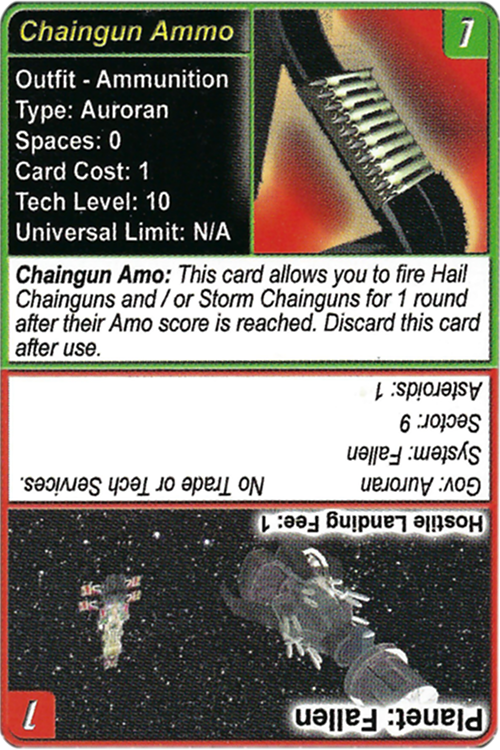 Chaingun Ammo
1
Outfit - Ammunition
Type: Auroran
Spaces: 0
Card Cost: 1
Tech Level: 10
Universal Limit: N/A
Chaingun Amo: This card allows you to fire Hail
Chainguns and / or Storm Chainguns for 1 round
after their Amo score is reached. Discard this card
after use.
Planet: Fallen
1
Hostile Landing Fee: 1
Gov: Auroran No Trade or Tech Services.
System: Fallen
Sector: 9
Asteroids: 1